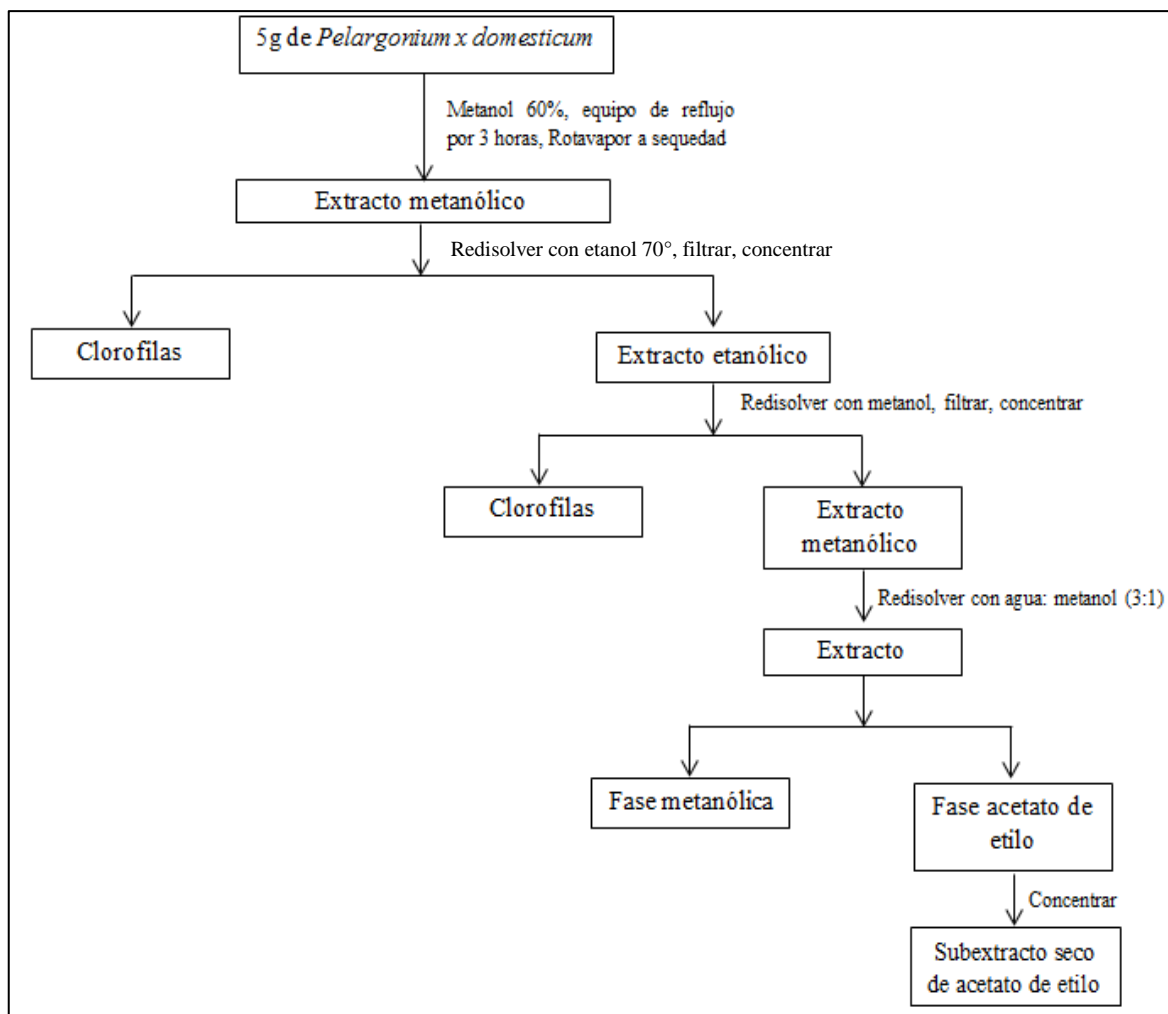 5g de Pelargonium x domesticum
Metanol 60%, equipo de reflujo
por 3 horas, Rotavapor a sequedad
Extracto metanólico
Redisolver con etanol 70°, filtrar, concentrar
Clorofilas
Extracto etanólico
Redisolver con metanol, filtrar, concentrar
Clorofilas
Extracto
metanólico
Redisolver con agua: metanol (3:1)
Extracto
Fase metanólica
Fase acetato de
etilo
Concentrar
Subextracto seco
de acetato de etilo